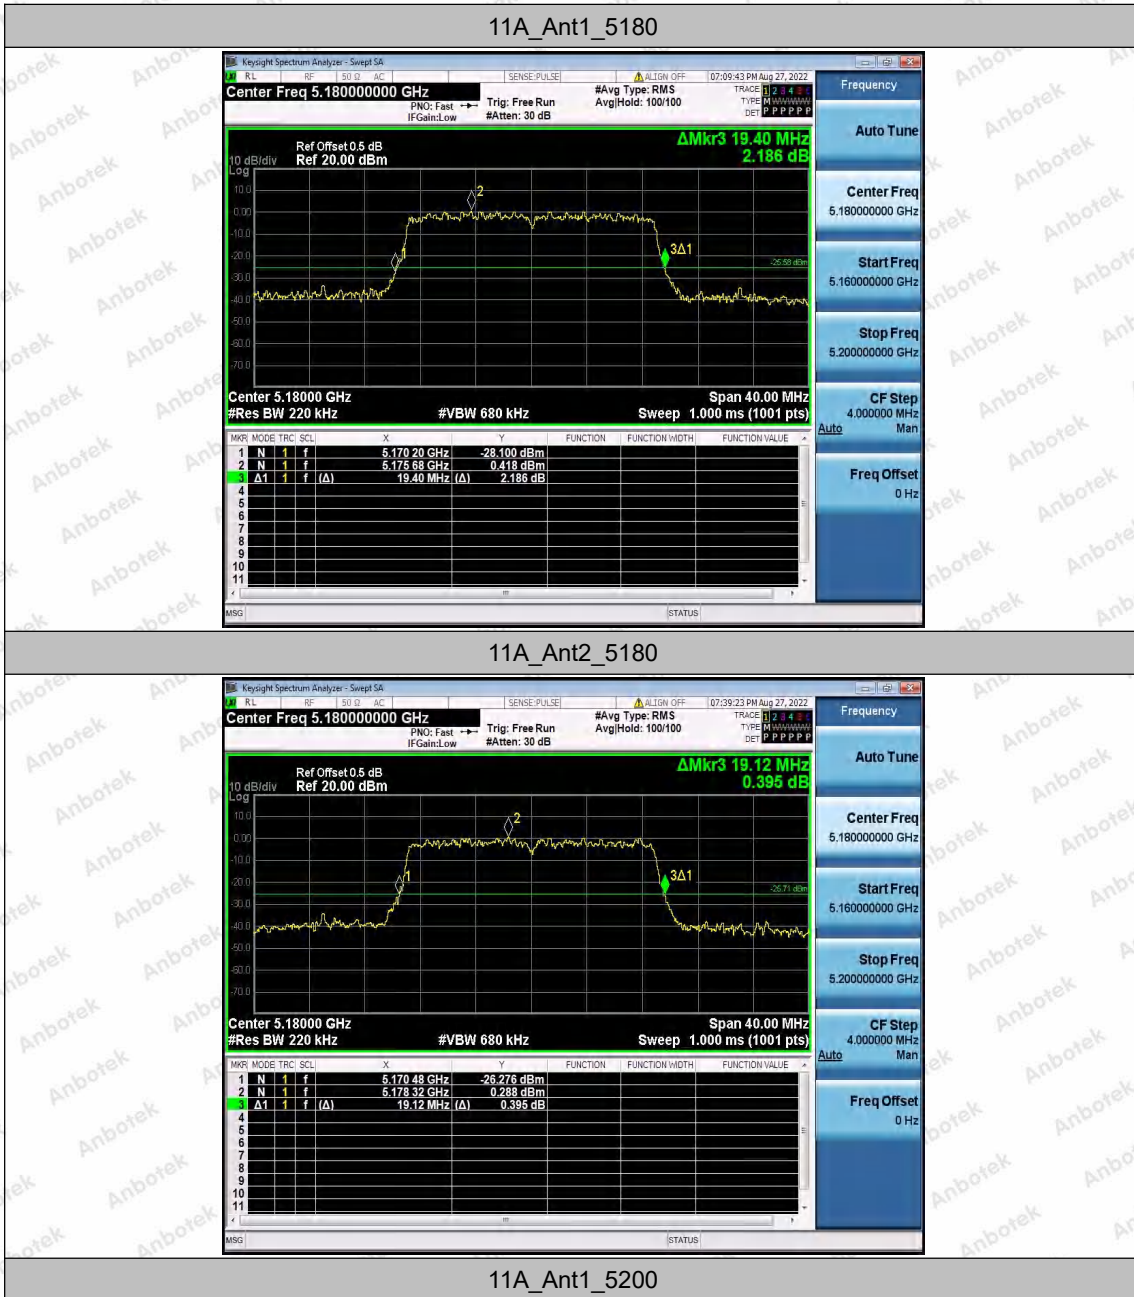 11A_Ant1_5180
Keysight Spectrum Analyzer - Swept SA
RL RF 50 Ω AC SENSE:PULSE ALIGN OFF 07:09:43 PM Aug 27, 2022
Center Freq 5.180000000 GHz
#Avg Type: RMS
TRACE 1 2 3 4 5 6
PNO: Fast
Trig: Free Run
Avg|Hold: 100/100
TYPE M WWWWW
IFGain:Low
#Atten: 30 dB
DET P P P P P P
Frequency
ΔMkr3 19.40 MHz
2.186 dB
Ref Offset 0.5 dB
10 dB/div Ref 20.00 dBm
Log
10.0
0.00
-10.0
-20.0
-30.0
-40.0
-50.0
-60.0
-70.0
2
1
3Δ1
-25.58 dBm
Center 5.18000 GHz Span 40.00 MHz
#Res BW 220 kHz #VBW 680 kHz Sweep 1.000 ms (1001 pts)
Auto Tune
Center Freq
5.180000000 GHz
Start Freq
5.160000000 GHz
Stop Freq
5.200000000 GHz
CF Step
4.000000 MHz
Auto Man
Freq Offset
0 Hz
MKR MODE TRC SCL X Y FUNCTION FUNCTION WIDTH FUNCTION VALUE
1 N 1 f 5.170 20 GHz -28.100 dBm
2 N 1 f 5.175 68 GHz 0.418 dBm
3 Δ1 1 f (Δ) 19.40 MHz (Δ) 2.186 dB
4
5
6
7
8
9
10
11
MSG STATUS
11A_Ant2_5180
Keysight Spectrum Analyzer - Swept SA
RL RF 50 Ω AC SENSE:PULSE ALIGN OFF 07:39:23 PM Aug 27, 2022
Center Freq 5.180000000 GHz
#Avg Type: RMS
TRACE 1 2 3 4 5 6
PNO: Fast
Trig: Free Run
Avg|Hold: 100/100
TYPE M WWWWW
IFGain:Low
#Atten: 30 dB
DET P P P P P P
Frequency
ΔMkr3 19.12 MHz
0.395 dB
Ref Offset 0.5 dB
10 dB/div Ref 20.00 dBm
Log
10.0
0.00
-10.0
-20.0
-30.0
-40.0
-50.0
-60.0
-70.0
2
1
3Δ1
-25.71 dBm
Center 5.18000 GHz Span 40.00 MHz
#Res BW 220 kHz #VBW 680 kHz Sweep 1.000 ms (1001 pts)
Auto Tune
Center Freq
5.180000000 GHz
Start Freq
5.160000000 GHz
Stop Freq
5.200000000 GHz
CF Step
4.000000 MHz
Auto Man
Freq Offset
0 Hz
MKR MODE TRC SCL X Y FUNCTION FUNCTION WIDTH FUNCTION VALUE
1 N 1 f 5.170 48 GHz -26.276 dBm
2 N 1 f 5.178 32 GHz 0.288 dBm
3 Δ1 1 f (Δ) 19.12 MHz (Δ) 0.395 dB
4
5
6
7
8
9
10
11
MSG STATUS
11A_Ant1_5200